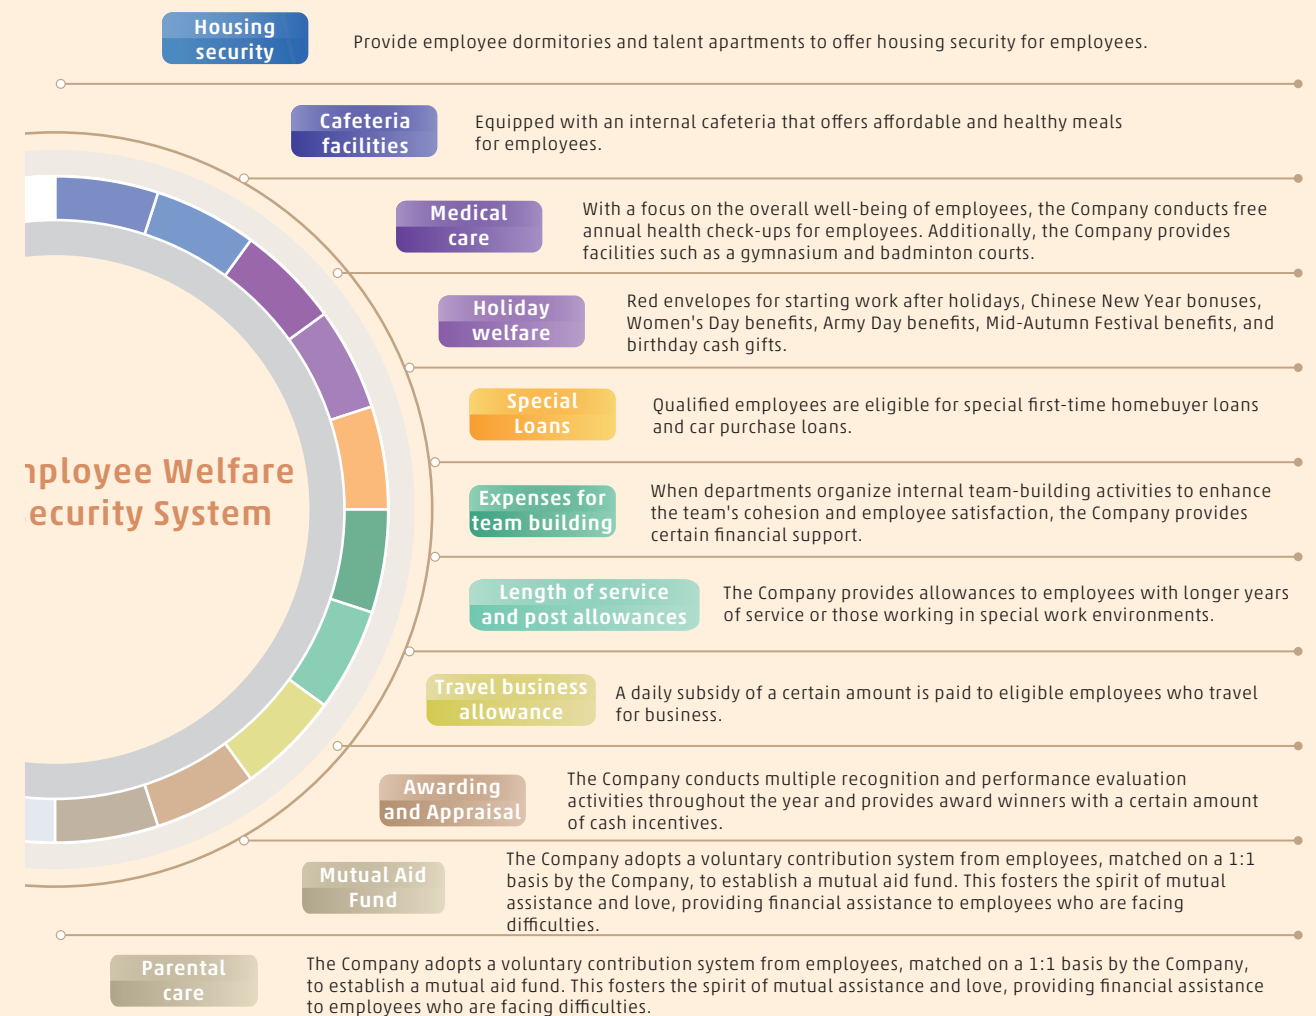 Housing
security
Provide employee dormitories and talent apartments to offer housing security for employees.
Cafeteria
facilities
Equipped with an internal cafeteria that offers affordable and healthy meals
for employees.
Medical
care
With a focus on the overall well-being of employees, the Company conducts free
annual health check-ups for employees. Additionally, the Company provides
facilities such as a gymnasium and badminton courts.
Holiday
welfare
Red envelopes for starting work after holidays, Chinese New Year bonuses,
Women's Day benefits, Army Day benefits, Mid-Autumn Festival benefits, and
birthday cash gifts.
Special
Loans
Qualified employees are eligible for special first-time homebuyer loans
and car purchase loans.
nployee Welfare
ecurity System
Expenses for
team building
When departments organize internal team-building activities to enhance
the team's cohesion and employee satisfaction, the Company provides
certain financial support.
Length of service
and post allowances
The Company provides allowances to employees with longer years
of service or those working in special work environments.
Travel business
allowance
A daily subsidy of a certain amount is paid to eligible employees who travel
for business.
Awarding
and Appraisal
The Company conducts multiple recognition and performance evaluation
activities throughout the year and provides award winners with a certain amount
of cash incentives.
Mutual Aid
Fund
The Company adopts a voluntary contribution system from employees, matched on a 1:1
basis by the Company, to establish a mutual aid fund. This fosters the spirit of mutual
assistance and love, providing financial assistance to employees who are facing
difficulties.
Parental
care
The Company adopts a voluntary contribution system from employees, matched on a 1:1 basis by the Company,
to establish a mutual aid fund. This fosters the spirit of mutual assistance and love, providing financial assistance
to employees who are facing difficulties.